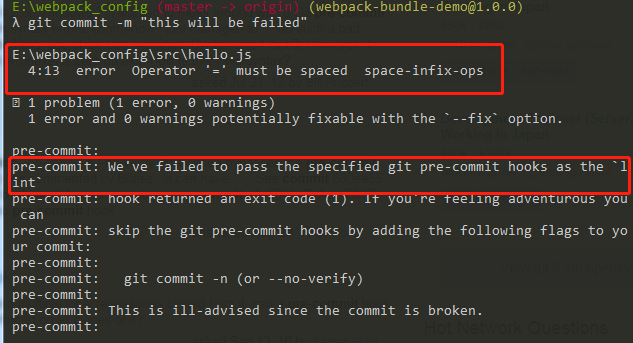 E:\webpack_config (master -> origin) (webpack-bundle-demo@1.0.0)
λ git commit -m "this will be failed"
E:\webpack_config\src\hello.js
4:13  error  Operator '=' must be spaced  space-infix-ops
1 problem (1 error, 0 warnings)
1 error and 0 warnings potentially fixable with the `--fix` option.
pre-commit:
pre-commit: We've failed to pass the specified git pre-commit hooks as the `l
int`
pre-commit: hook returned an exit code (1). If you're feeling adventurous you
can
pre-commit: skip the git pre-commit hooks by adding the following flags to yo
ur commit:
pre-commit:
pre-commit:   git commit -n (or --no-verify)
pre-commit:
pre-commit: This is ill-advised since the commit is broken.
pre-commit:
Hot Network Questions